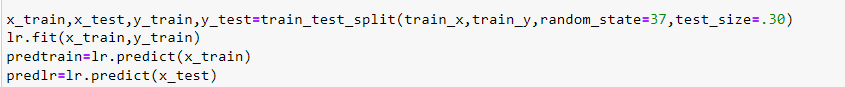 x_train,x_test,y_train,y_test=train_test_split(train_x,train_y,random_state=37,test_size=.30)
lr.fit(x_train,y_train)
predtrain=lr.predict(x_train)
predlr=lr.predict(x_test)